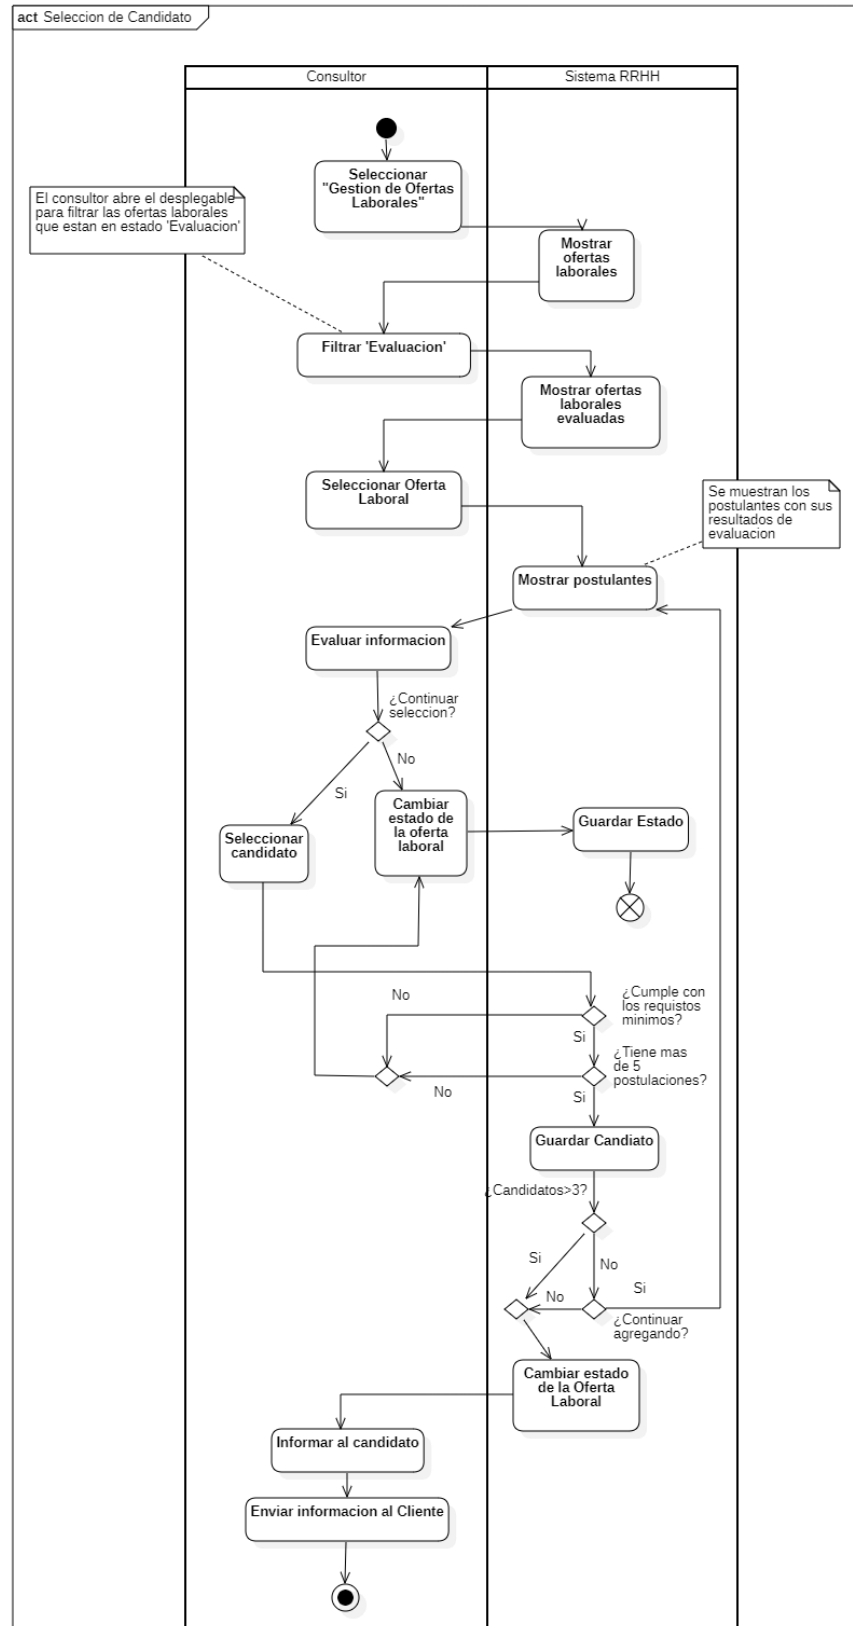 act Seleccion de Candidato
Consultor
Sistema RRHH
Seleccionar
"Gestion de Ofertas
Laborales"
El consultor abre el desplegable
para filtrar las ofertas laborales
que estan en estado 'Evaluacion'
Mostrar
ofertas
laborales
Filtrar 'Evaluacion'
Mostrar ofertas
laborales
evaluadas
Seleccionar Oferta
Laboral
Se muestran los
postulantes con sus
resultados de
evaluacion
Mostrar postulantes
Evaluar informacion
¿Continuar
seleccion?
No
Si
Cambiar
estado de
la oferta
laboral
Guardar Estado
Seleccionar
candidato
¿Cumple con
los requistos
minimos?
No
Si
¿Tiene mas
de 5
postulaciones?
No
Si
Guardar Candiato
¿Candidatos>3?
Si
No
Si
No
¿Continuar
agregando?
Cambiar estado
de la Oferta
Laboral
Informar al candidato
Enviar informacion al Cliente